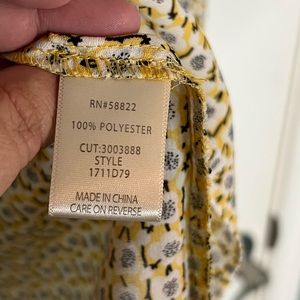 RN#58822
100% POLYESTER
CUT:3003888
STYLE
1711D79
MADE IN CHINA
CARE ON REVERSE